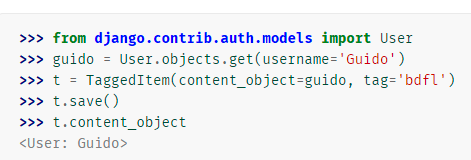 >>> from django.contrib.auth.models import User
>>> guido = User.objects.get(username='Guido')
>>> t = TaggedItem(content_object=guido, tag='bdfl')
>>> t.save()
>>> t.content_object
<User: Guido>